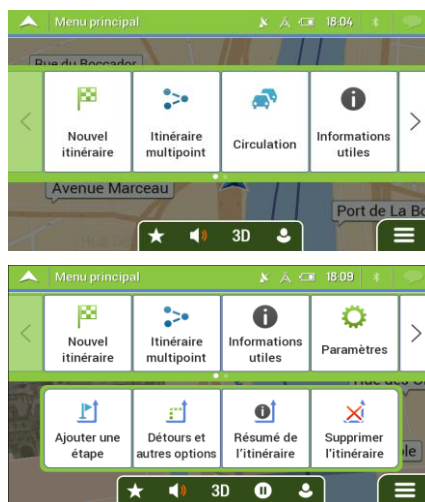 Menu principal
18:04
Rue du Boccador
Nouvel
itinéraire
Itinéraire
multipoint
Circulation
Informations
utiles
Avenue Marceau
Port de La Bo
3D
Menu principal
18:09
Nouvel
itinéraire
Itinéraire
multipoint
Informations
utiles
Paramètres
Ajouter une
étape
Détours et
autres options
Résumé de
l'itinéraire
Supprimer
l'itinéraire
3D